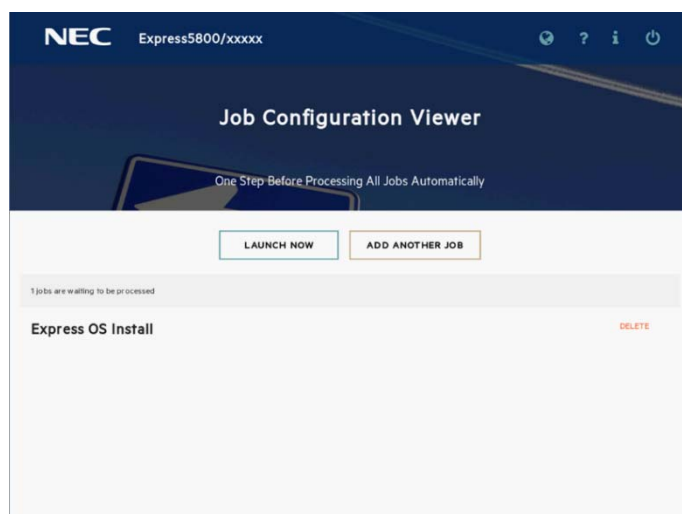 NEC Express5800/xxxxx ? i
Job Configuration Viewer
One Step Before Processing All Jobs Automatically
LAUNCH NOW ADD ANOTHER JOB
1 jobs are waiting to be processed
Express OS Install DELETE